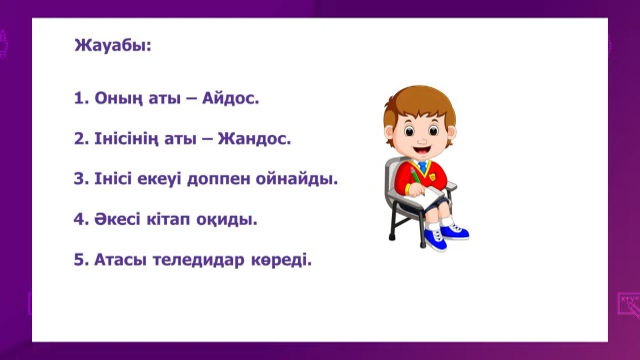 Жауабы:
1. Оның аты – Айдос.
2. Інісінің аты – Жандос.
3. Інісі екеуі доппен ойнайды.
4. Әкесі кітап оқиды.
5. Атасы теледидар көреді.